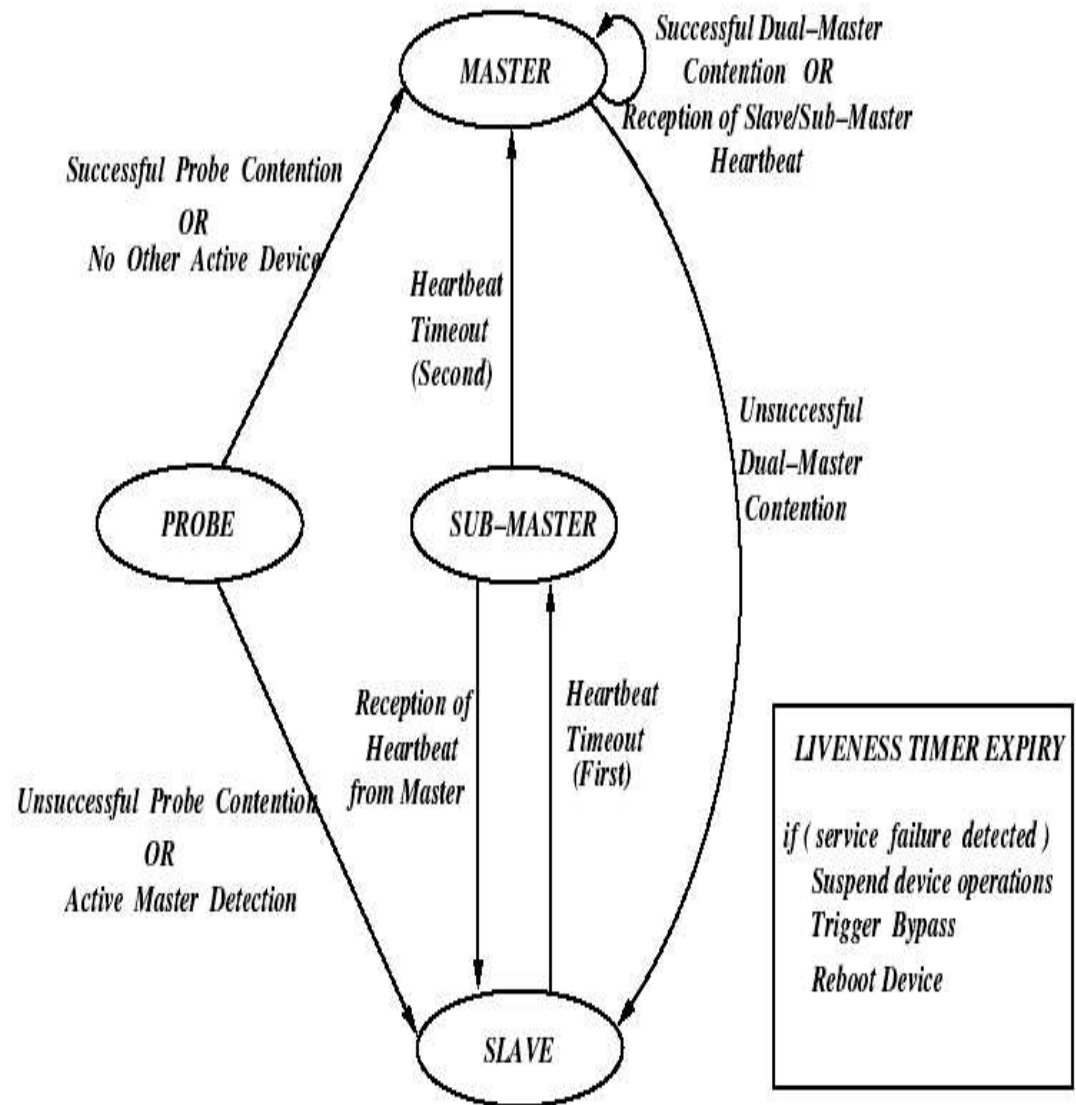 MASTER
Successful Dual–Master
Contention OR
Reception of Slave/Sub–Master
Heartbeat
Successful Probe Contention
OR
No Other Active Device
Heartbeat
Timeout
(Second)
Unsuccessful
Dual–Master
Contention
PROBE
SUB–MASTER
Reception of
Heartbeat
from Master
Heartbeat
Timeout
(First)
Unsuccessful Probe Contention
OR
Active Master Detection
SLAVE
LIVENESS TIMER EXPIRY
if ( service failure detected )
Suspend device operations
Trigger Bypass
Reboot Device